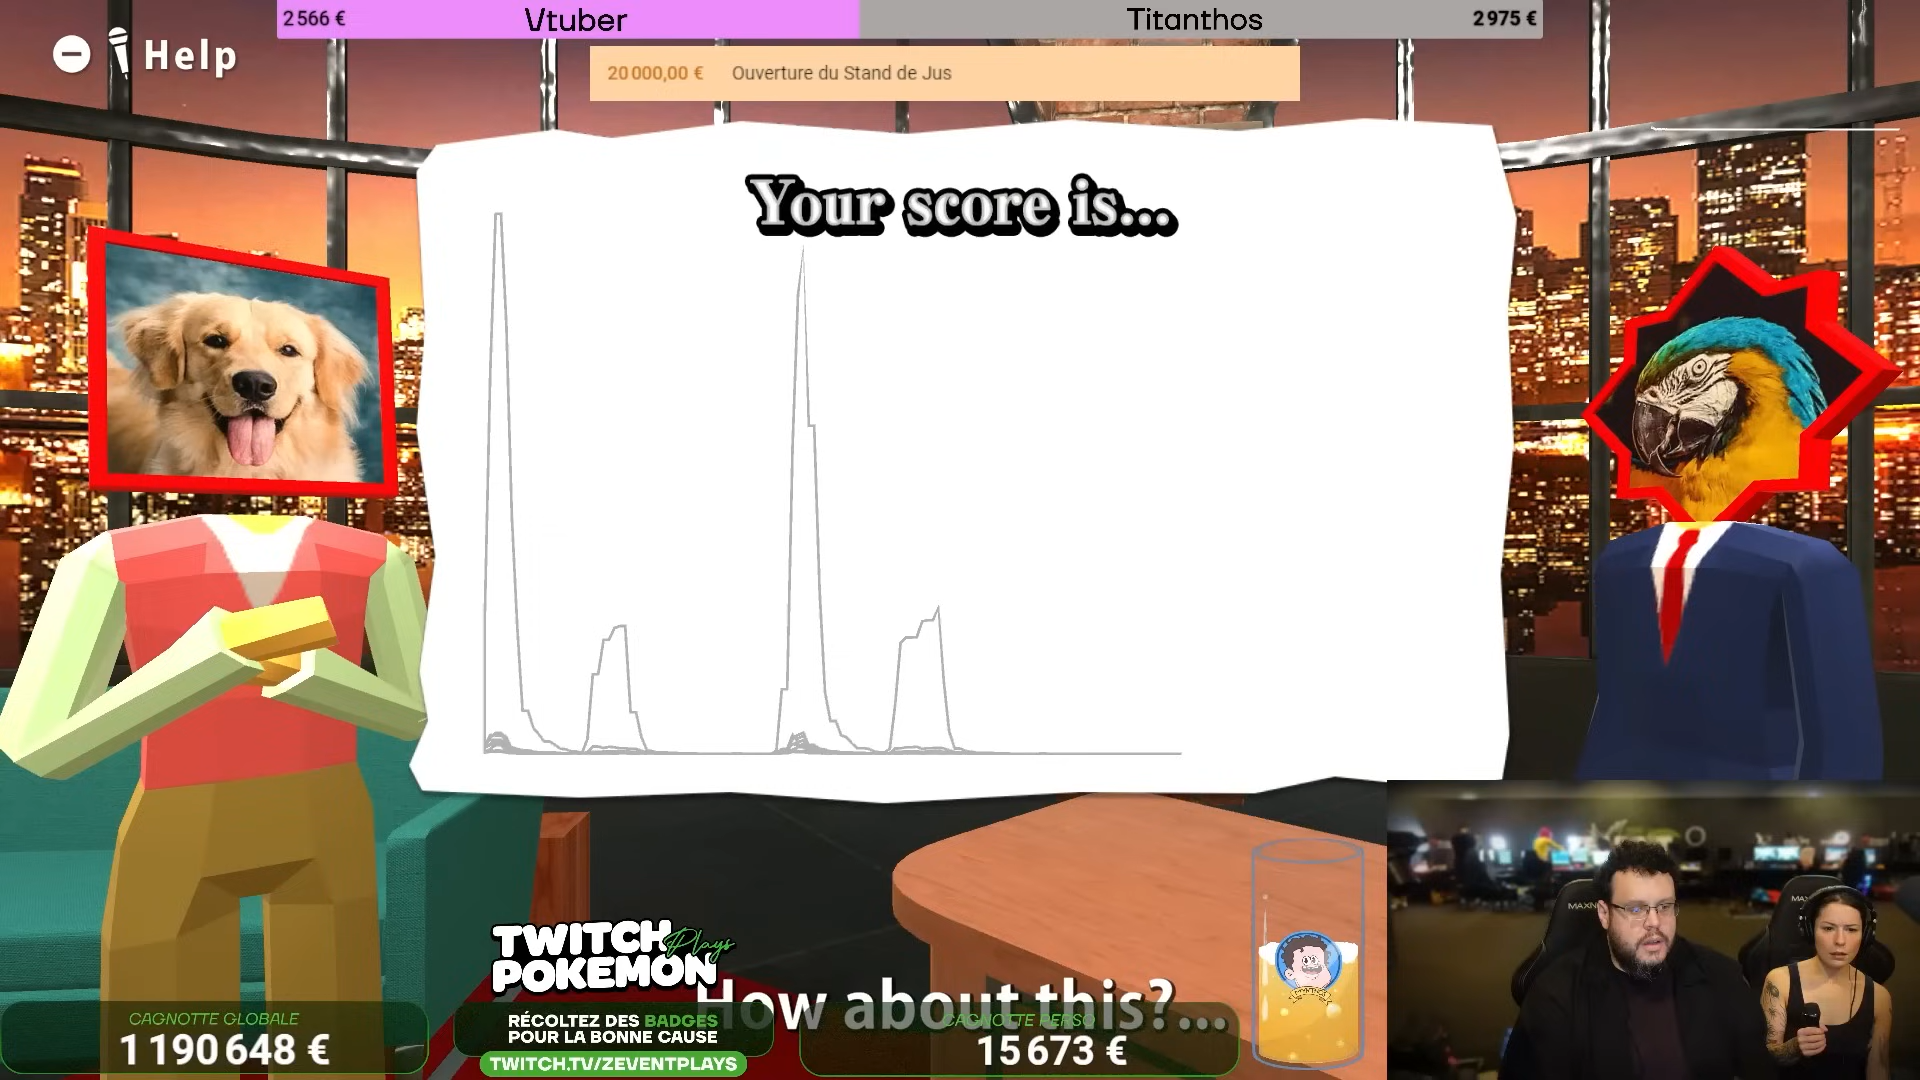 2 566 €
Vtuber
Titanthos
2 975 €
Help
20 000,00 €
Ouverture du Stand de Jus
Your score is...
TWITCH Plays
POKEMON
How about this?...
CAGNOTTE GLOBALE
1 190 648 €
RÉCOLTEZ DES BADGES
POUR LA BONNE CAUSE
TWITCH.TV/ZEVENTPLAYS
CAGNOTTE PERSO
15 673 €